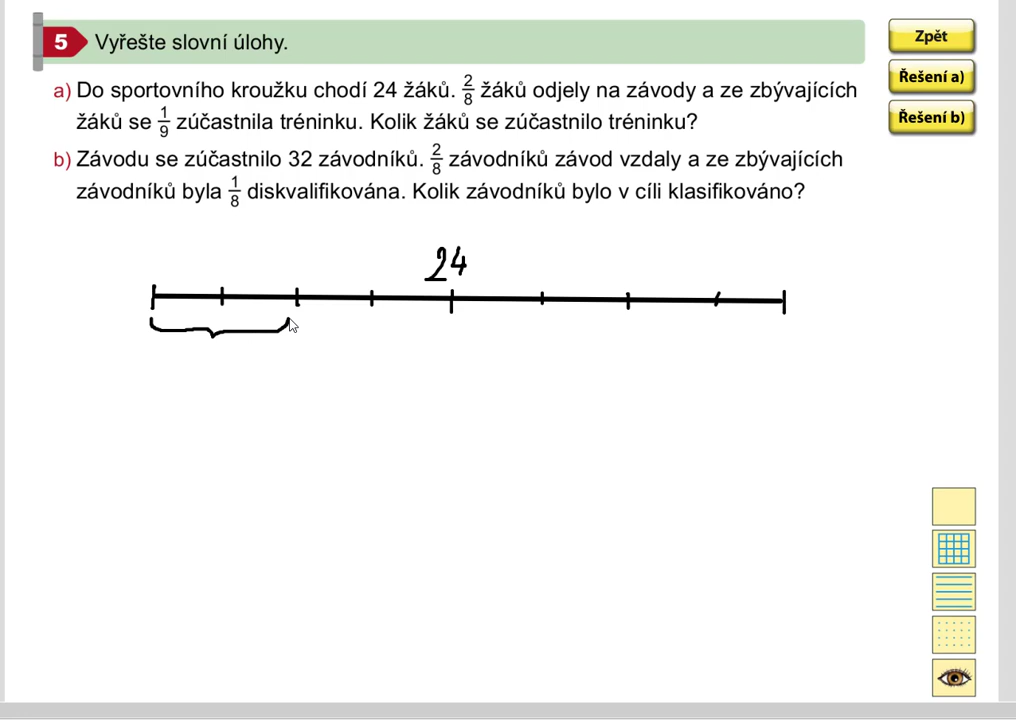 5 Vyřešte slovní úlohy.
Zpět
Řešení a)
Řešení b)
a) Do sportovního kroužku chodí 24 žáků. 2/8 žáků odjely na závody a ze zbývajících
žáků se 1/9 zúčastnila tréninku. Kolik žáků se zúčastnilo tréninku?
b) Závodu se zúčastnilo 32 závodníků. 2/8 závodníků závod vzdaly a ze zbývajících
závodníků byla 1/8 diskvalifikována. Kolik závodníků bylo v cíli klasifikováno?
24